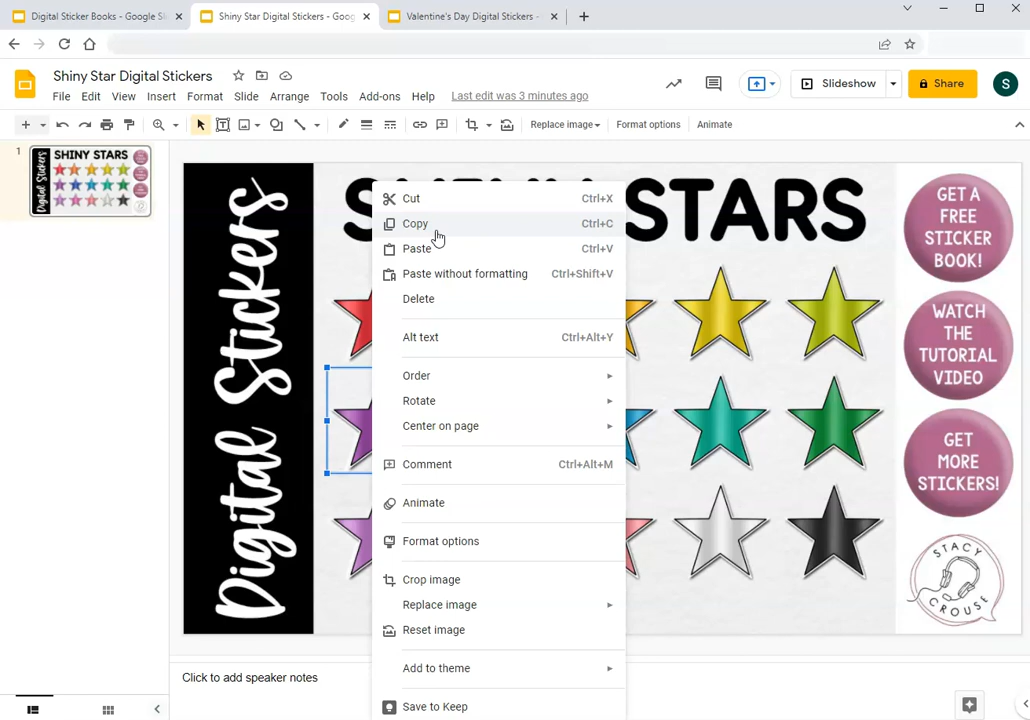 Digital Sticker Books - Google Sl
Shiny Star Digital Stickers - Goog
Valentine's Day Digital Stickers -
Shiny Star Digital Stickers
File Edit View Insert Format Slide Arrange Tools Add-ons Help Last edit was 3 minutes ago
Slideshow
Share
S
Replace image
Format options
Animate
1
Digital Stickers
SHINY STARS
Digital Stickers
STARS
Cut Ctrl+X
Copy Ctrl+C
Paste Ctrl+V
Paste without formatting Ctrl+Shift+V
Delete
Alt text Ctrl+Alt+Y
Order
Rotate
Center on page
Comment Ctrl+Alt+M
Animate
Format options
Crop image
Replace image
Reset image
Add to theme
Save to Keep
GET A
FREE
STICKER
BOOK!
WATCH
THE
TUTORIAL
VIDEO
GET
MORE
STICKERS!
STACY
CROUSE
Click to add speaker notes